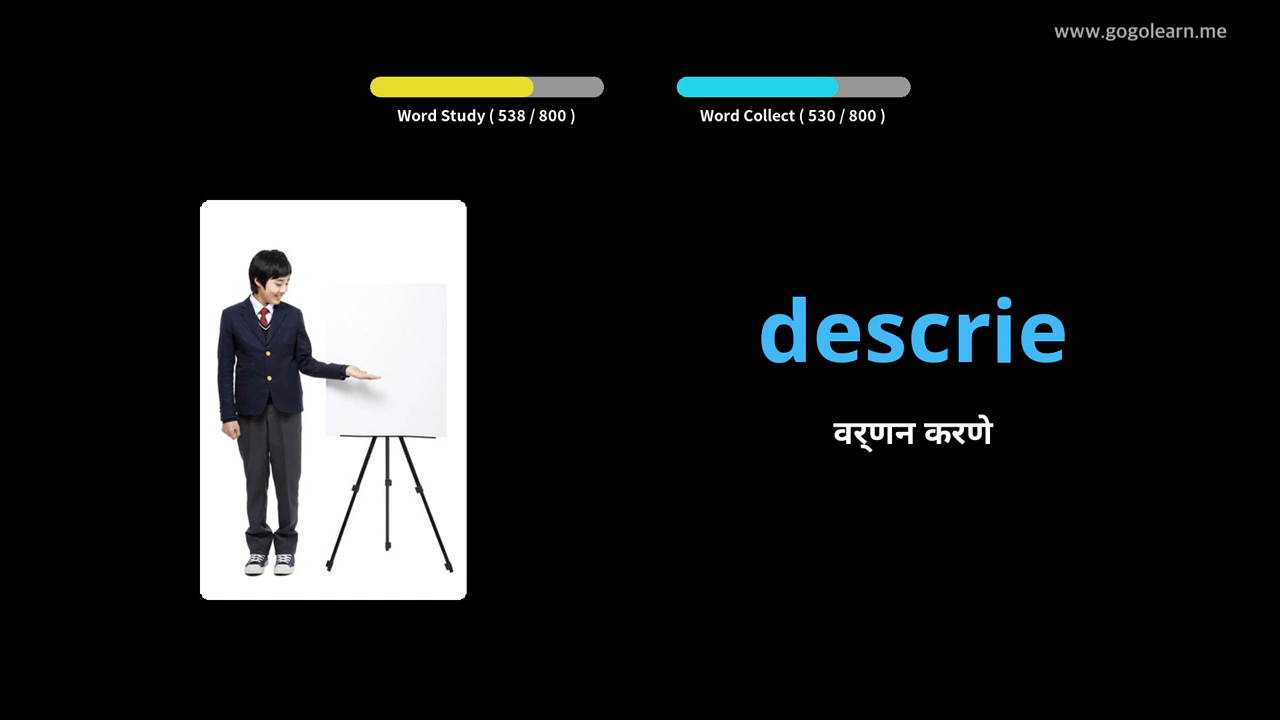 www.gogolearn.me
Word Study ( 538 / 800 )
Word Collect ( 530 / 800 )
descrie
वर्णन करणे